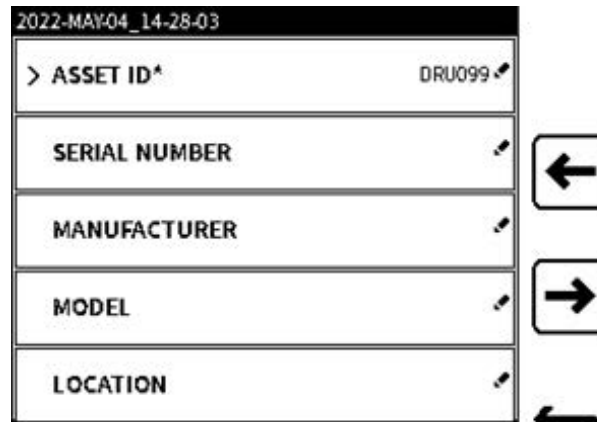 2022-MAY-04_14-28-03
> ASSET ID* DRU099
SERIAL NUMBER
MANUFACTURER
MODEL
LOCATION